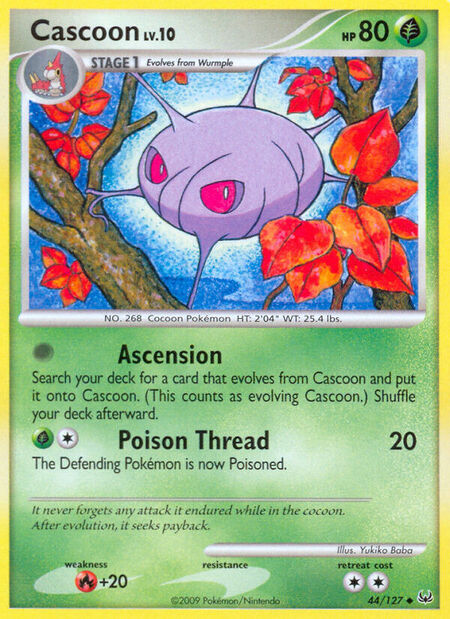 Cascoon LV.10 HP 80
STAGE 1 Evolves from Wurmple
NO. 268 Cocoon Pokémon HT: 2'04" WT: 25.4 lbs.
Ascension
Search your deck for a card that evolves from Cascoon and put
it onto Cascoon. (This counts as evolving Cascoon.) Shuffle
your deck afterward.
Poison Thread 20
The Defending Pokémon is now Poisoned.
It never forgets any attack it endured while in the cocoon.
After evolution, it seeks payback.
Illus. Yukiko Baba
weakness resistance retreat cost
+20
©2009 Pokémon/Nintendo 44/127